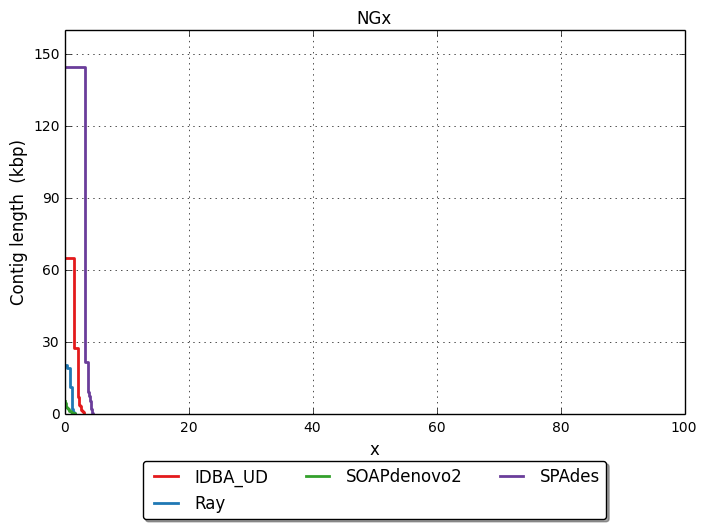 NGx
Contig length (kbp)
150
120
90
60
30
0
0 20 40 60 80 100
x
IDBA_UD SOAPdenovo2 SPAdes
Ray